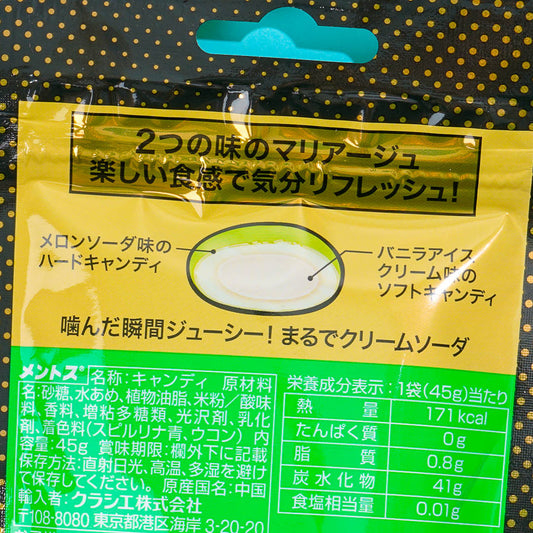 2つの味のマリアージュ
楽しい食感で気分リフレッシュ!
メロンソーダ味の
ハードキャンディ
バニラアイス
クリーム味の
ソフトキャンディ
噛んだ瞬間ジューシー! まるでクリームソーダ
メントス® 名称:キャンディ 原材料
名:砂糖、水あめ、植物油脂、米粉/酸味
料、香料、増粘多糖類、光沢剤、乳化
剤、着色料(スピルリナ青、ウコン) 内
容量:45g 賞味期限:欄外下に記載
保存方法:直射日光、高温、多湿を避け
て保存してください。 原産国名:中国
輸入者:クラシエ株式会社
〒108-8080 東京都港区海岸 3-20-20
栄養成分表示:1袋(45g)当たり
熱量 171kcal
たんぱく質 0g
脂質 0.8g
炭水化物 41g
食塩相当量 0.01g